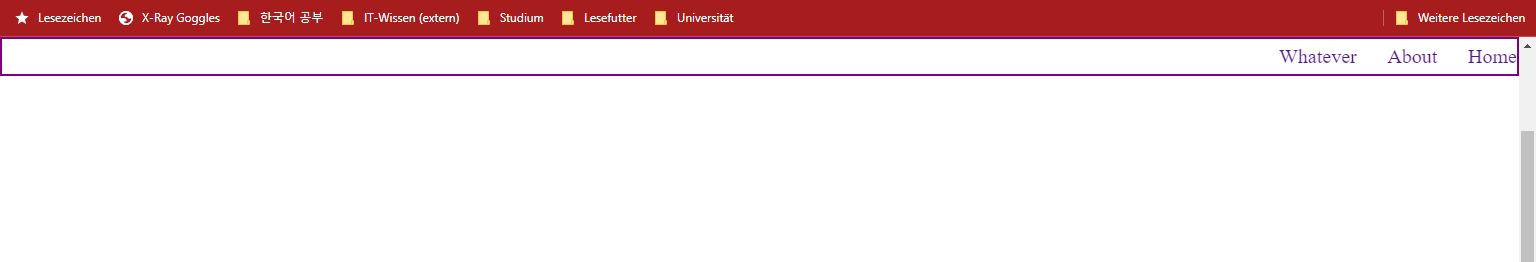 Lesezeichen X-Ray Goggles 한국어 공부 IT-Wissen (extern) Studium Lesefutter Universität Weitere Lesezeichen
Whatever About Home